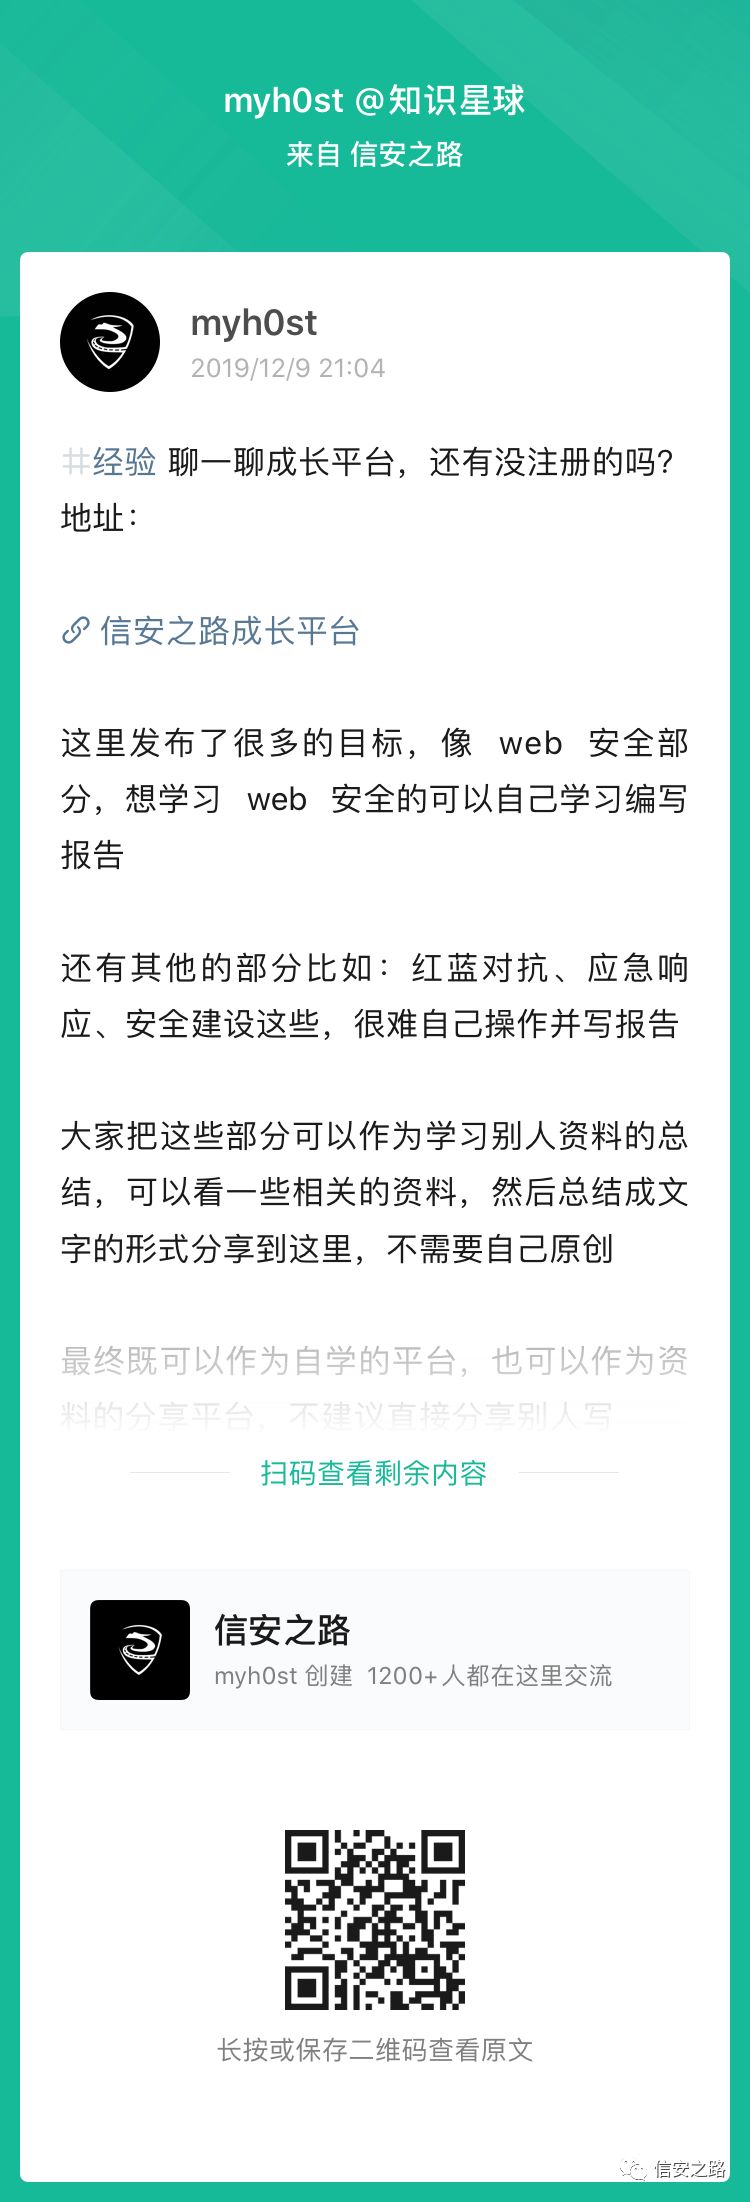 myh0st @知识星球
来自 信安之路
myh0st
2019/12/9 21:04
#经验 聊一聊成长平台，还有没注册的吗？
地址：
信安之路成长平台
这里发布了很多的目标，像 web 安全部
分，想学习 web 安全的可以自己学习编写
报告
还有其他的部分比如：红蓝对抗、应急响
应、安全建设这些，很难自己操作并写报告
大家把这些部分可以作为学习别人资料的总
结，可以看一些相关的资料，然后总结成文
字的形式分享到这里，不需要自己原创
最终既可以作为自学的平台，也可以作为资
料的分享平台，不建议直接分享别人写
扫码查看剩余内容
信安之路
myh0st 创建 1200+人都在这里交流
长按或保存二维码查看原文
信安之路